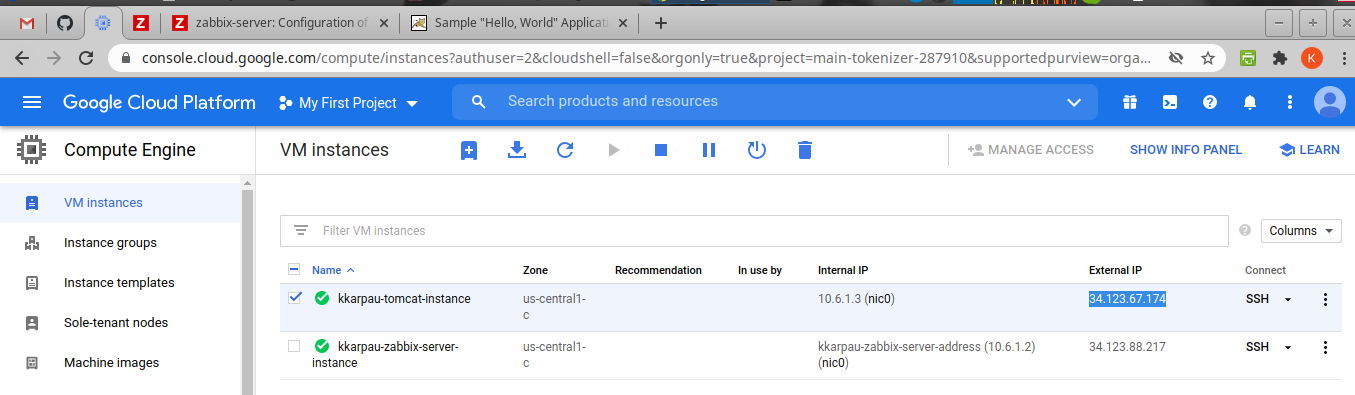 zabbix-server: Configuration of
Sample "Hello, World" Applicati
console.cloud.google.com/compute/instances?authuser=2&cloudshell=false&orgonly=true&project=main-tokenizer-287910&supportedpurview=orga...
K
Google Cloud Platform My First Project Search products and resources
Compute Engine VM instances MANAGE ACCESS SHOW INFO PANEL LEARN
VM instances
Instance groups
Instance templates
Sole-tenant nodes
Machine images
Filter VM instances Columns
Name Zone Recommendation In use by Internal IP External IP Connect
kkarpau-tomcat-instance us-central1- 10.6.1.3 (nic0) 34.123.67.174 SSH
c
kkarpau-zabbix-server- us-central1- kkarpau-zabbix-server-address (10.6.1.2) 34.123.88.217 SSH
instance c (nic0)